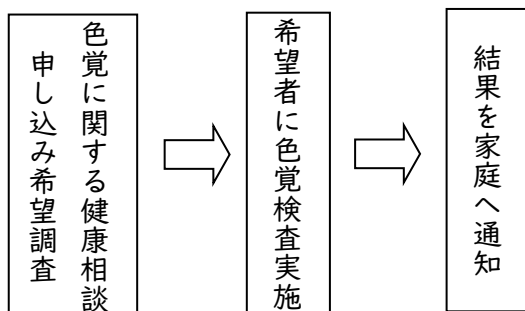 色覚に関する健康相談
申し込み希望調査
希望者に色覚検査実施
結果を家庭へ通知